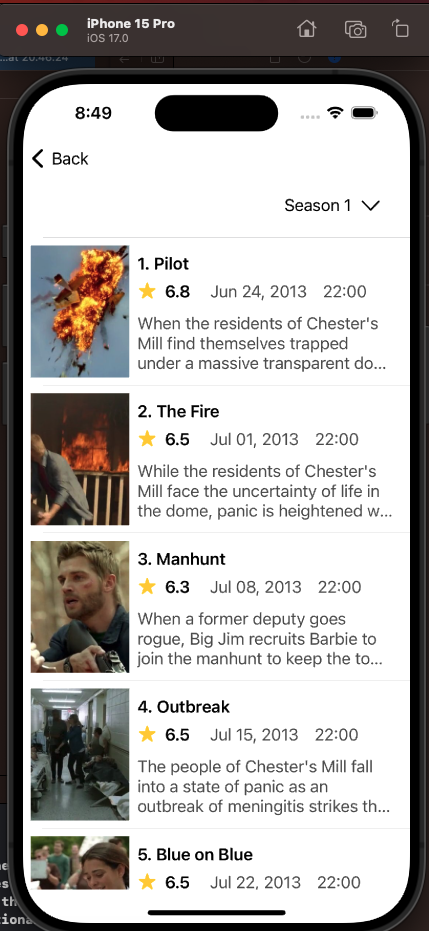 iPhone 15 Pro
iOS 17.0
...at 20.46.24
8:49
Back
Season 1
1. Pilot
6.8 Jun 24, 2013 22:00
When the residents of Chester's
Mill find themselves trapped
under a massive transparent do...
2. The Fire
6.5 Jul 01, 2013 22:00
While the residents of Chester's
Mill face the uncertainty of life in
the dome, panic is heightened w...
3. Manhunt
6.3 Jul 08, 2013 22:00
When a former deputy goes
rogue, Big Jim recruits Barbie to
join the manhunt to keep the to...
4. Outbreak
6.5 Jul 15, 2013 22:00
The people of Chester's Mill fall
into a state of panic as an
outbreak of meningitis strikes th...
5. Blue on Blue
6.5 Jul 22, 2013 22:00